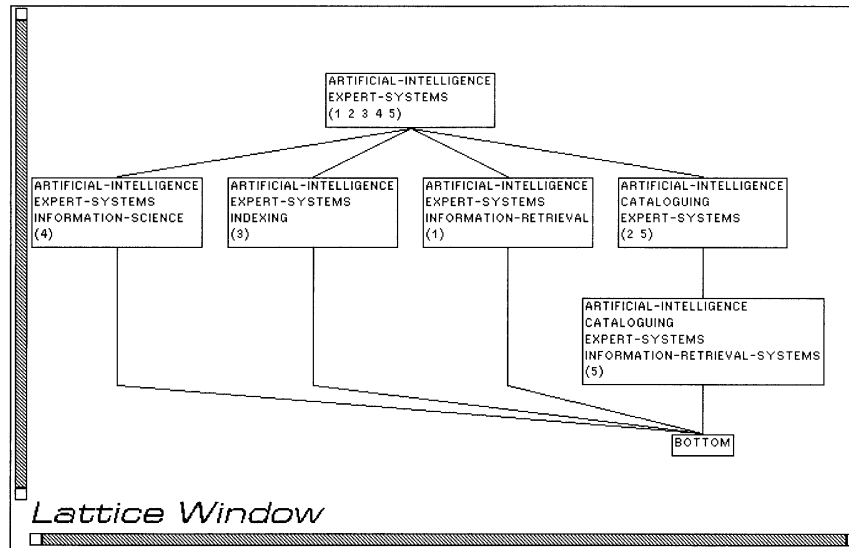 ARTIFICIAL-INTELLIGENCE
EXPERT-SYSTEMS
(1 2 3 4 5)
ARTIFICIAL-INTELLIGENCE
EXPERT-SYSTEMS
INFORMATION-SCIENCE
(4)
ARTIFICIAL-INTELLIGENCE
EXPERT-SYSTEMS
INDEXING
(3)
ARTIFICIAL-INTELLIGENCE
EXPERT-SYSTEMS
INFORMATION-RETRIEVAL
(1)
ARTIFICIAL-INTELLIGENCE
CATALOGUING
EXPERT-SYSTEMS
(2 5)
ARTIFICIAL-INTELLIGENCE
CATALOGUING
EXPERT-SYSTEMS
INFORMATION-RETRIEVAL-SYSTEMS
(5)
BOTTOM
Lattice Window